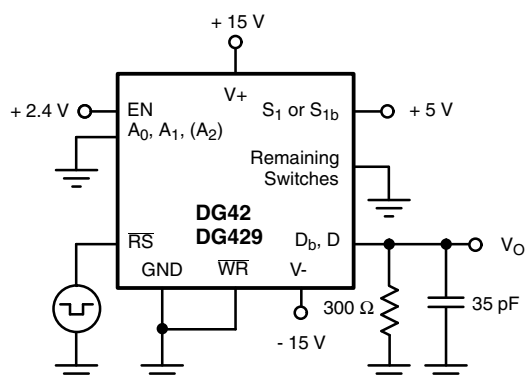 + 15 V
V+
+ 2.4 V
EN
S1 or S1b
+ 5 V
A0, A1, (A2)
Remaining
Switches
DG42
DG429
RS
Db, D
VO
GND
WR
V-
300 Ω
35 pF
- 15 V